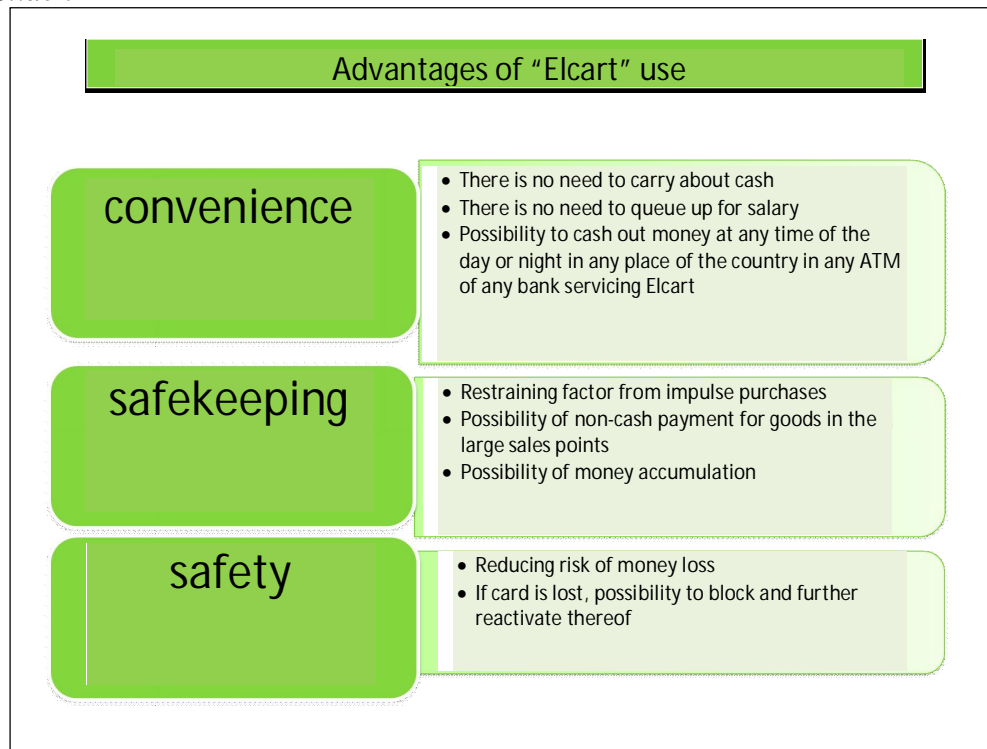 Advantages of “Elcart” use
convenience
• There is no need to carry about cash
• There is no need to queue up for salary
• Possibility to cash out money at any time of the
day or night in any place of the country in any ATM
of any bank servicing Elcart
safekeeping
• Restraining factor from impulse purchases
• Possibility of non-cash payment for goods in the
large sales points
• Possibility of money accumulation
safety
• Reducing risk of money loss
• If card is lost, possibility to block and further
reactivate thereof